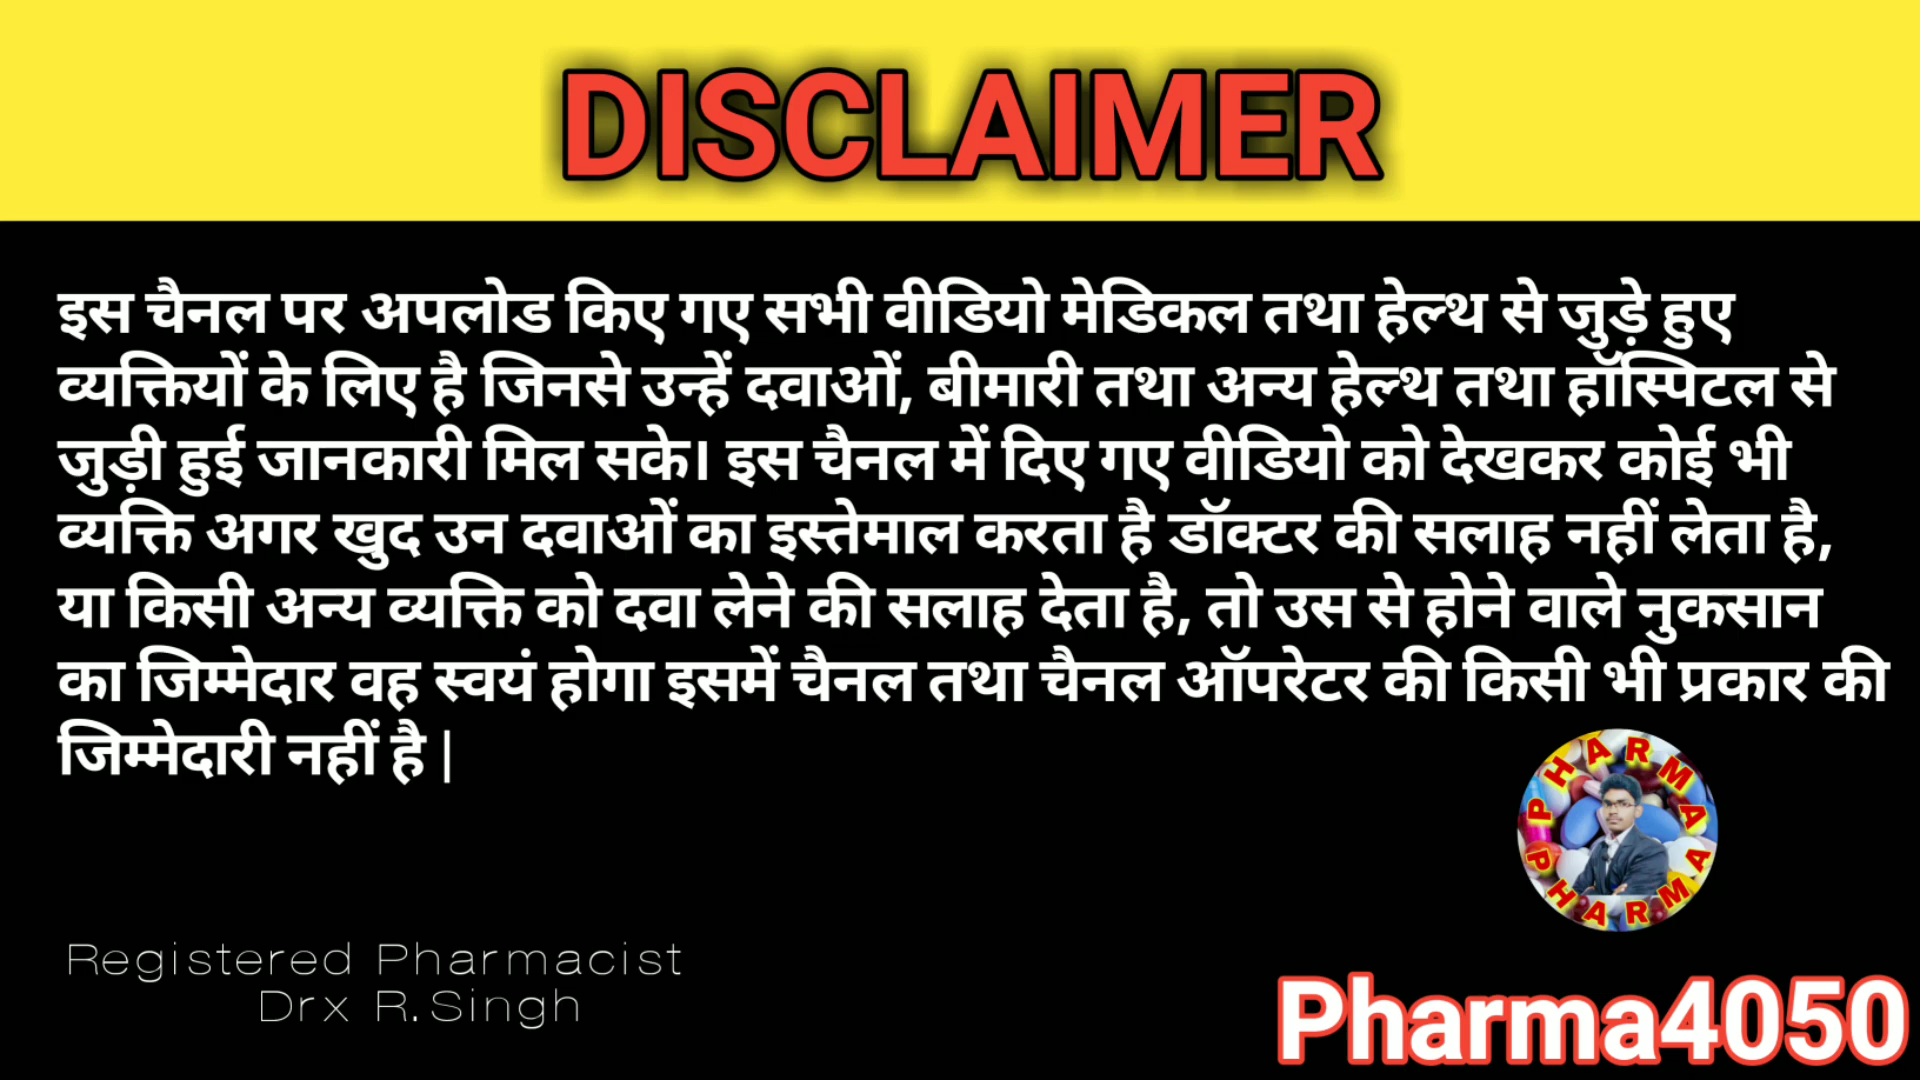 DISCLAIMER
इस चैनल पर अपलोड किए गए सभी वीडियो मेडिकल तथा हेल्थ से जुड़े हुए
व्यक्तियों के लिए है जिनसे उन्हें दवाओं, बीमारी तथा अन्य हेल्थ तथा हॉस्पिटल से
जुड़ी हुई जानकारी मिल सके। इस चैनल में दिए गए वीडियो को देखकर कोई भी
व्यक्ति अगर खुद उन दवाओं का इस्तेमाल करता है डॉक्टर की सलाह नहीं लेता है,
या किसी अन्य व्यक्ति को दवा लेने की सलाह देता है, तो उस से होने वाले नुकसान
का जिम्मेदार वह स्वयं होगा इसमें चैनल तथा चैनल ऑपरेटर की किसी भी प्रकार की
जिम्मेदारी नहीं है |
PHARMA
PHARMA
Registered Pharmacist
Drx R.Singh
Pharma4050